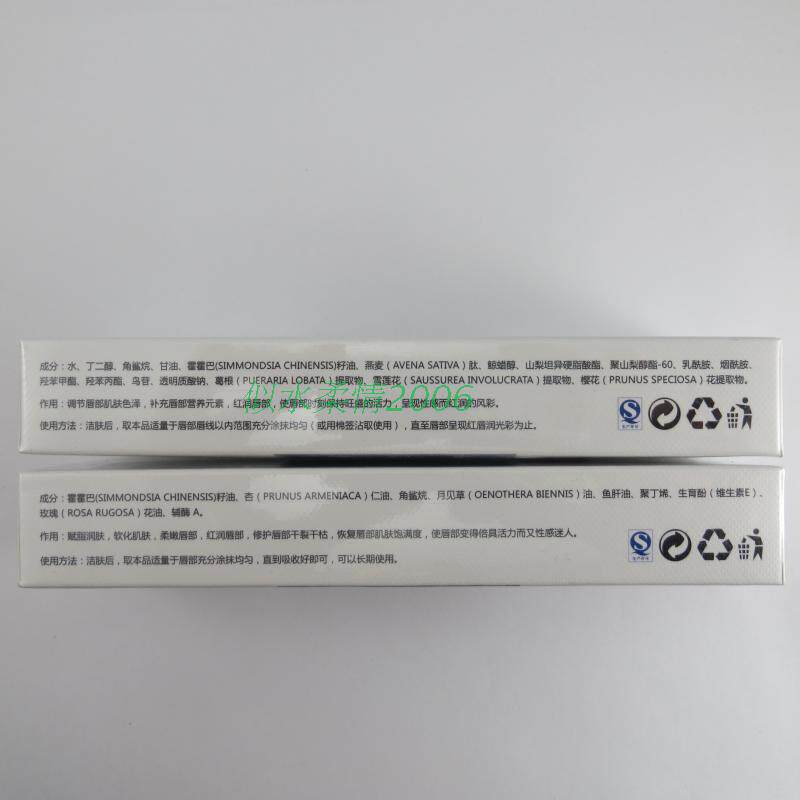 成分：水、丁二醇、角鲨烷、甘油、霍霍巴(SIMMONDSIA CHINENSIS)籽油、燕麦（AVENA SATIVA）肽、鲸蜡醇、山梨坦异硬脂酸酯、聚山梨醇酯-60、乳酰胺、烟酰胺、
羟苯甲酯、羟苯丙酯、鸟苷、透明质酸钠、葛根（PUERARIA LOBATA）提取物、雪莲花（SAUSSUREA INVOLUCRATA）提取物、樱花（PRUNUS SPECIOSA）花提取物。
作用：调节唇部肌肤色泽，补充唇部营养元素，红润唇部，使唇部时刻保持旺盛的活力，呈现性感而红润的风彩。
似水柔情2006
使用方法：洁肤后，取本品适量于唇部唇线以内范围充分涂抹均匀（或用棉签沾取使用），直至唇部呈现红唇润光彩为止。
成分：霍霍巴(SIMMONDSIA CHINENSIS)籽油、杏（PRUNUS ARMENIACA）仁油、角鲨烷、月见草（OENOTHERA BIENNIS）油、鱼肝油、聚丁烯、生育酚（维生素E）、
玫瑰（ROSA RUGOSA）花油、辅酶 A。
作用：赋脂润肤，软化肌肤，柔嫩唇部，红润唇部，修护唇部干裂干枯，恢复唇部肌肤饱满度，使唇部变得倍具活力而又性感迷人。
使用方法：洁肤后，取本品适量于唇部充分涂抹均匀，直到吸收好即可，可以长期使用。